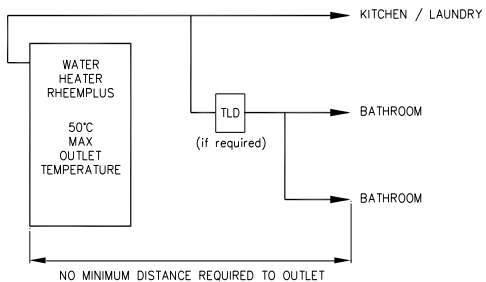 KITCHEN / LAUNDRY
WATER
HEATER
RHEEMPLUS
50°C
MAX
OUTLET
TEMPERATURE
TLD
(if required)
BATHROOM
BATHROOM
NO MINIMUM DISTANCE REQUIRED TO OUTLET